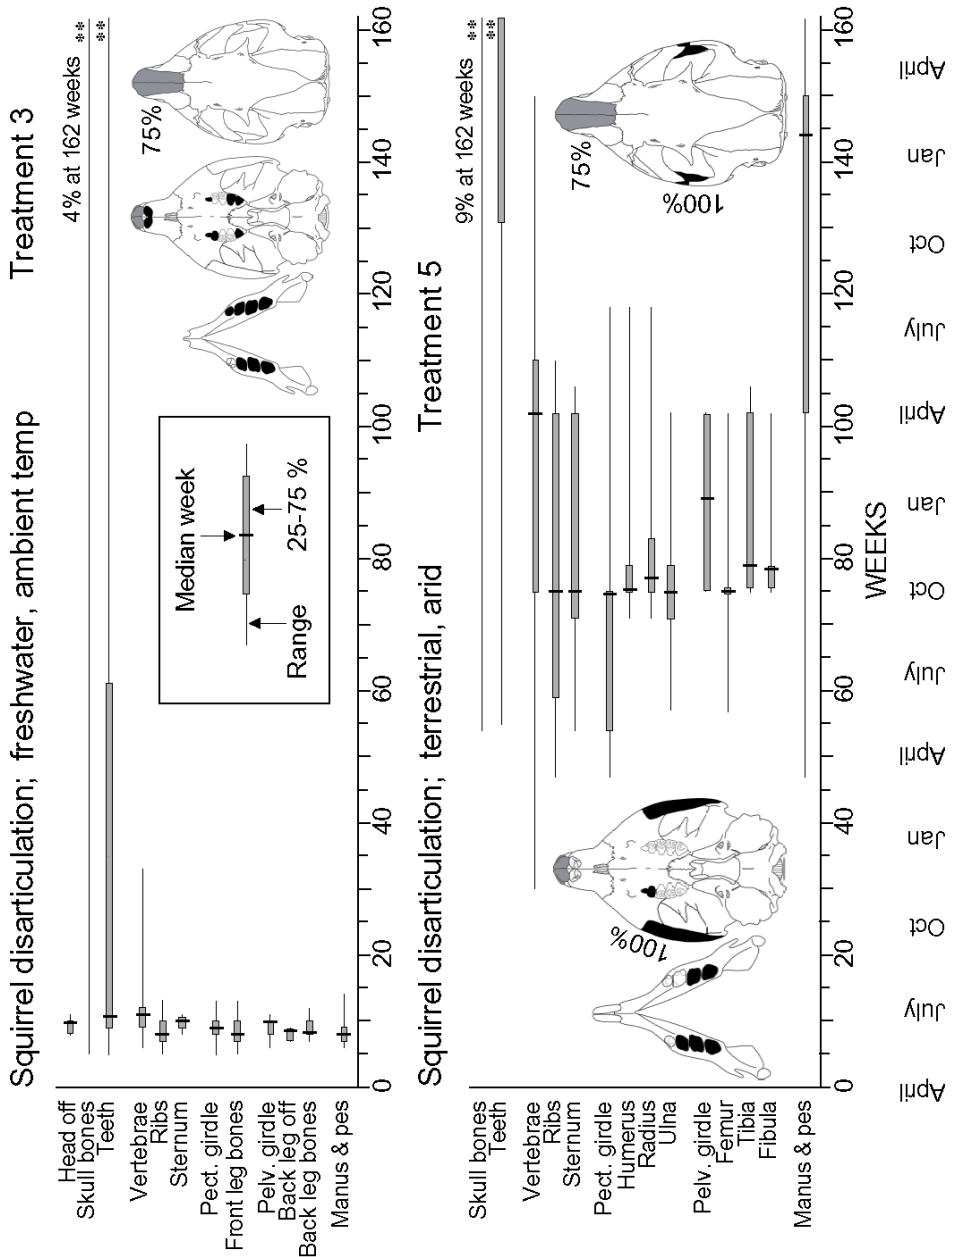 Squirrel disarticulation; freshwater, ambient temp
Treatment 3
Head off
Skull bones
Teeth
Vertebrae
Ribs
Sternum
Pect. girdle
Front leg bones
Pelv. girdle
Back leg off
Back leg bones
Manus & pes
4% at 162 weeks **
**
75%
Median week
25-75 %
Range
0 20 40 60 80 100 120 140 160
Squirrel disarticulation; terrestrial, arid
Treatment 5
Skull bones
Teeth
Vertebrae
Ribs
Sternum
Pect. girdle
Humerus
Radius
Ulna
Pelv. girdle
Femur
Tibia
Fibula
Manus & pes
9% at 162 weeks **
**
75%
100%
100%
0 20 40 60 80 100 120 140 160
WEEKS
April July Oct Jan April July Oct Jan April July Oct Jan April